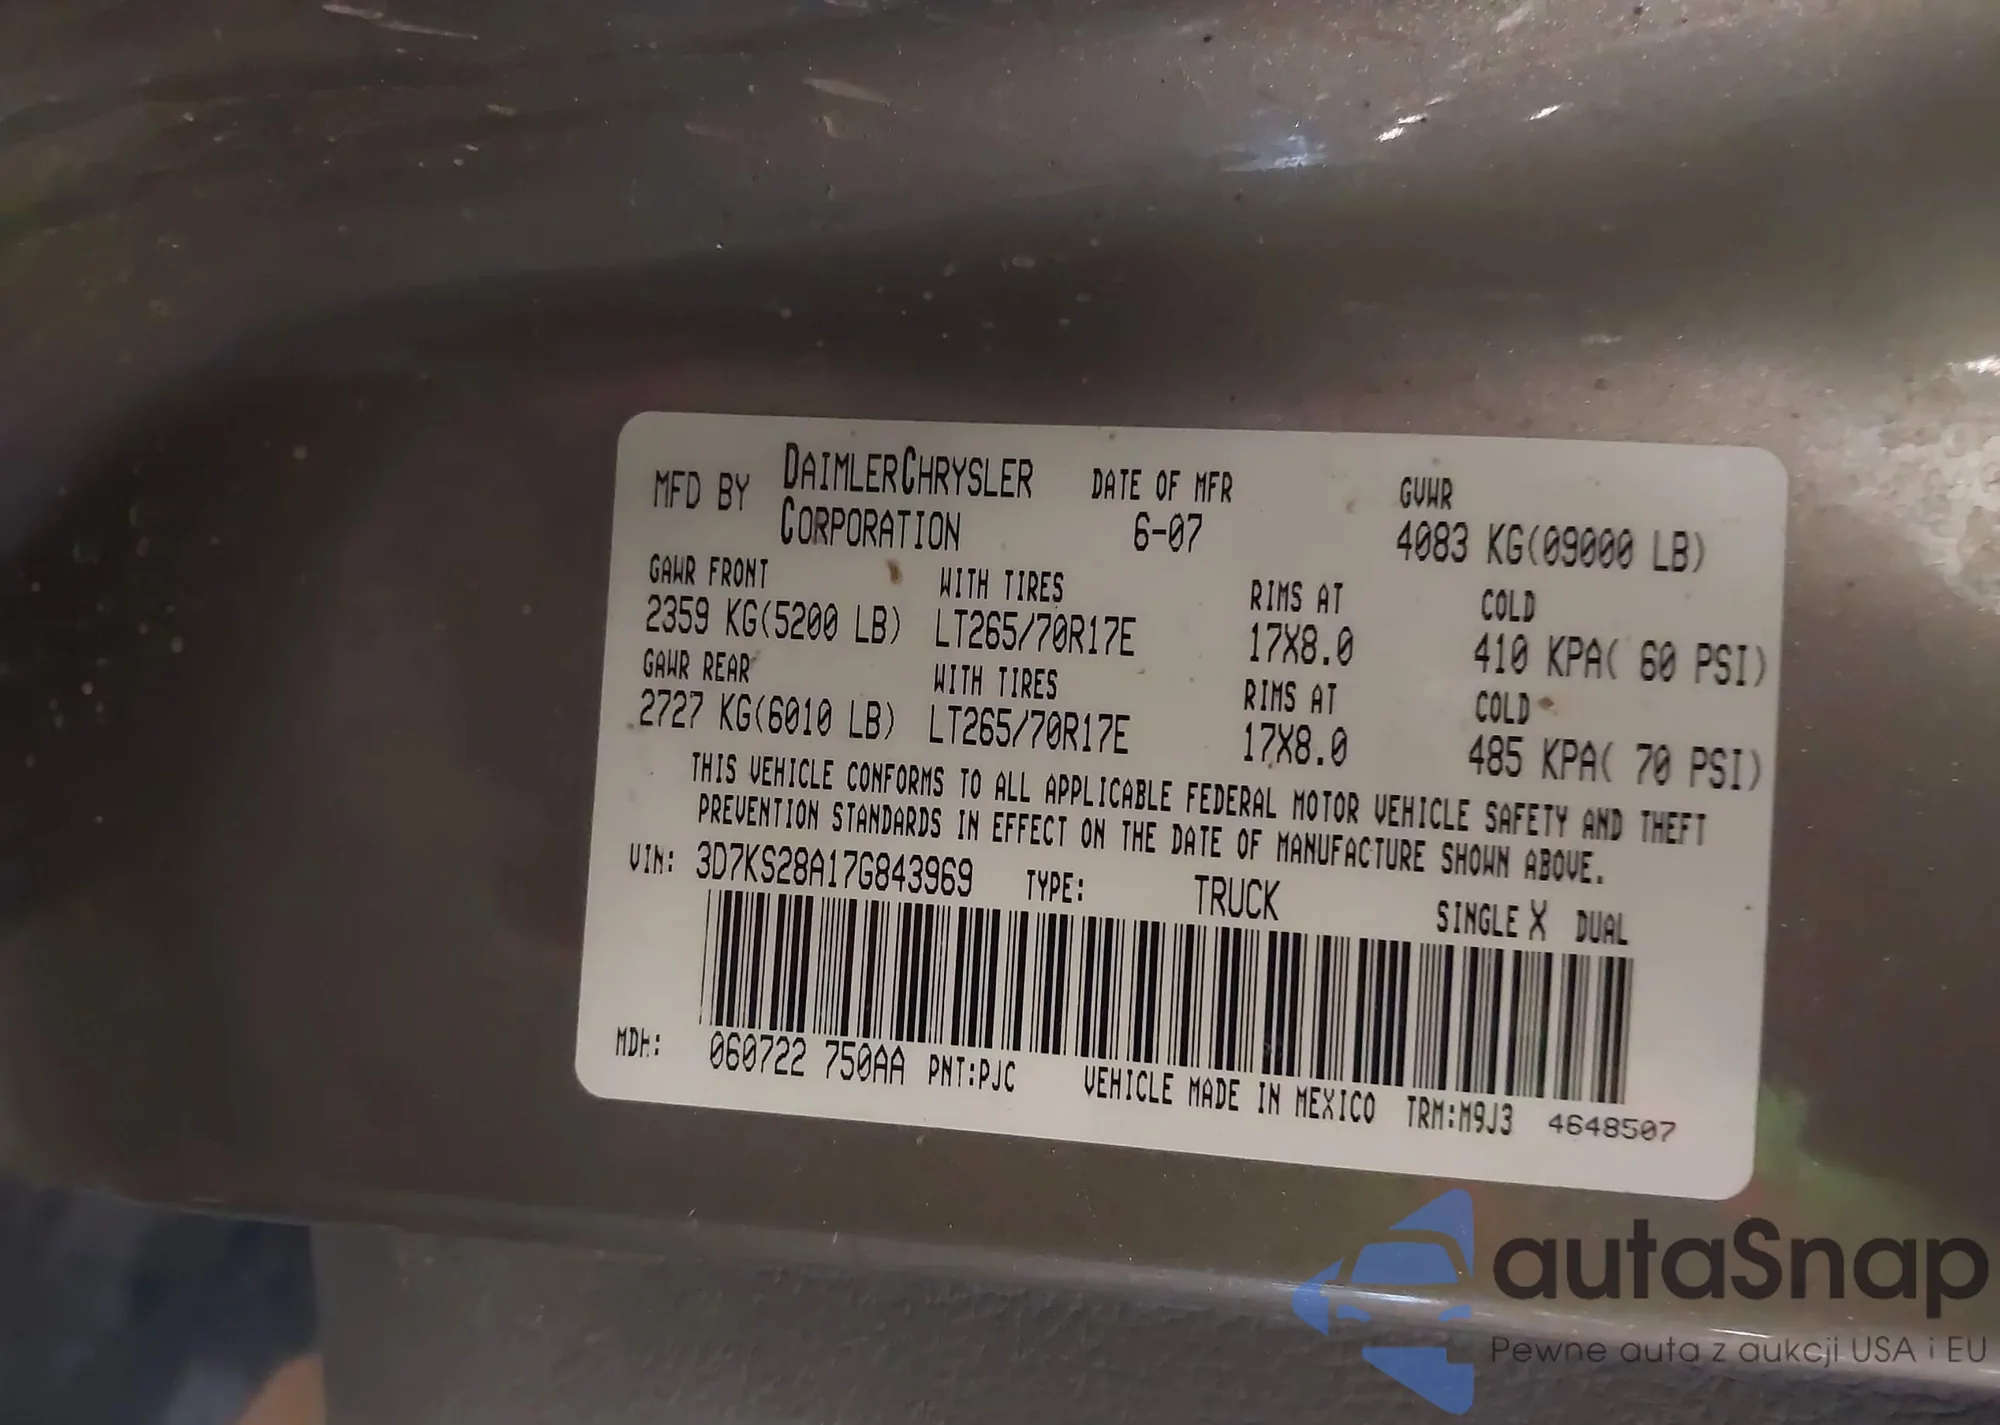 MFD BY DAIMLERCHRYSLER CORPORATION DATE OF MFR 6-07 GVWR 4083 KG(09000 LB)
GAWR FRONT WITH TIRES RIMS AT COLD
2359 KG(5200 LB) LT265/70R17E 17X8.0 410 KPA( 60 PSI)
GAWR REAR WITH TIRES RIMS AT COLD
2727 KG(6010 LB) LT265/70R17E 17X8.0 485 KPA( 70 PSI)
THIS VEHICLE CONFORMS TO ALL APPLICABLE FEDERAL MOTOR VEHICLE SAFETY AND THEFT
PREVENTION STANDARDS IN EFFECT ON THE DATE OF MANUFACTURE SHOWN ABOVE.
VIN: 3D7KS28A17G843969 TYPE: TRUCK SINGLE X DUAL
MDH: 060722 750AA PNT:PJC VEHICLE MADE IN MEXICO TRM:M9J3 4648507
autaSnap
Pewne auta z aukcji USA i EU